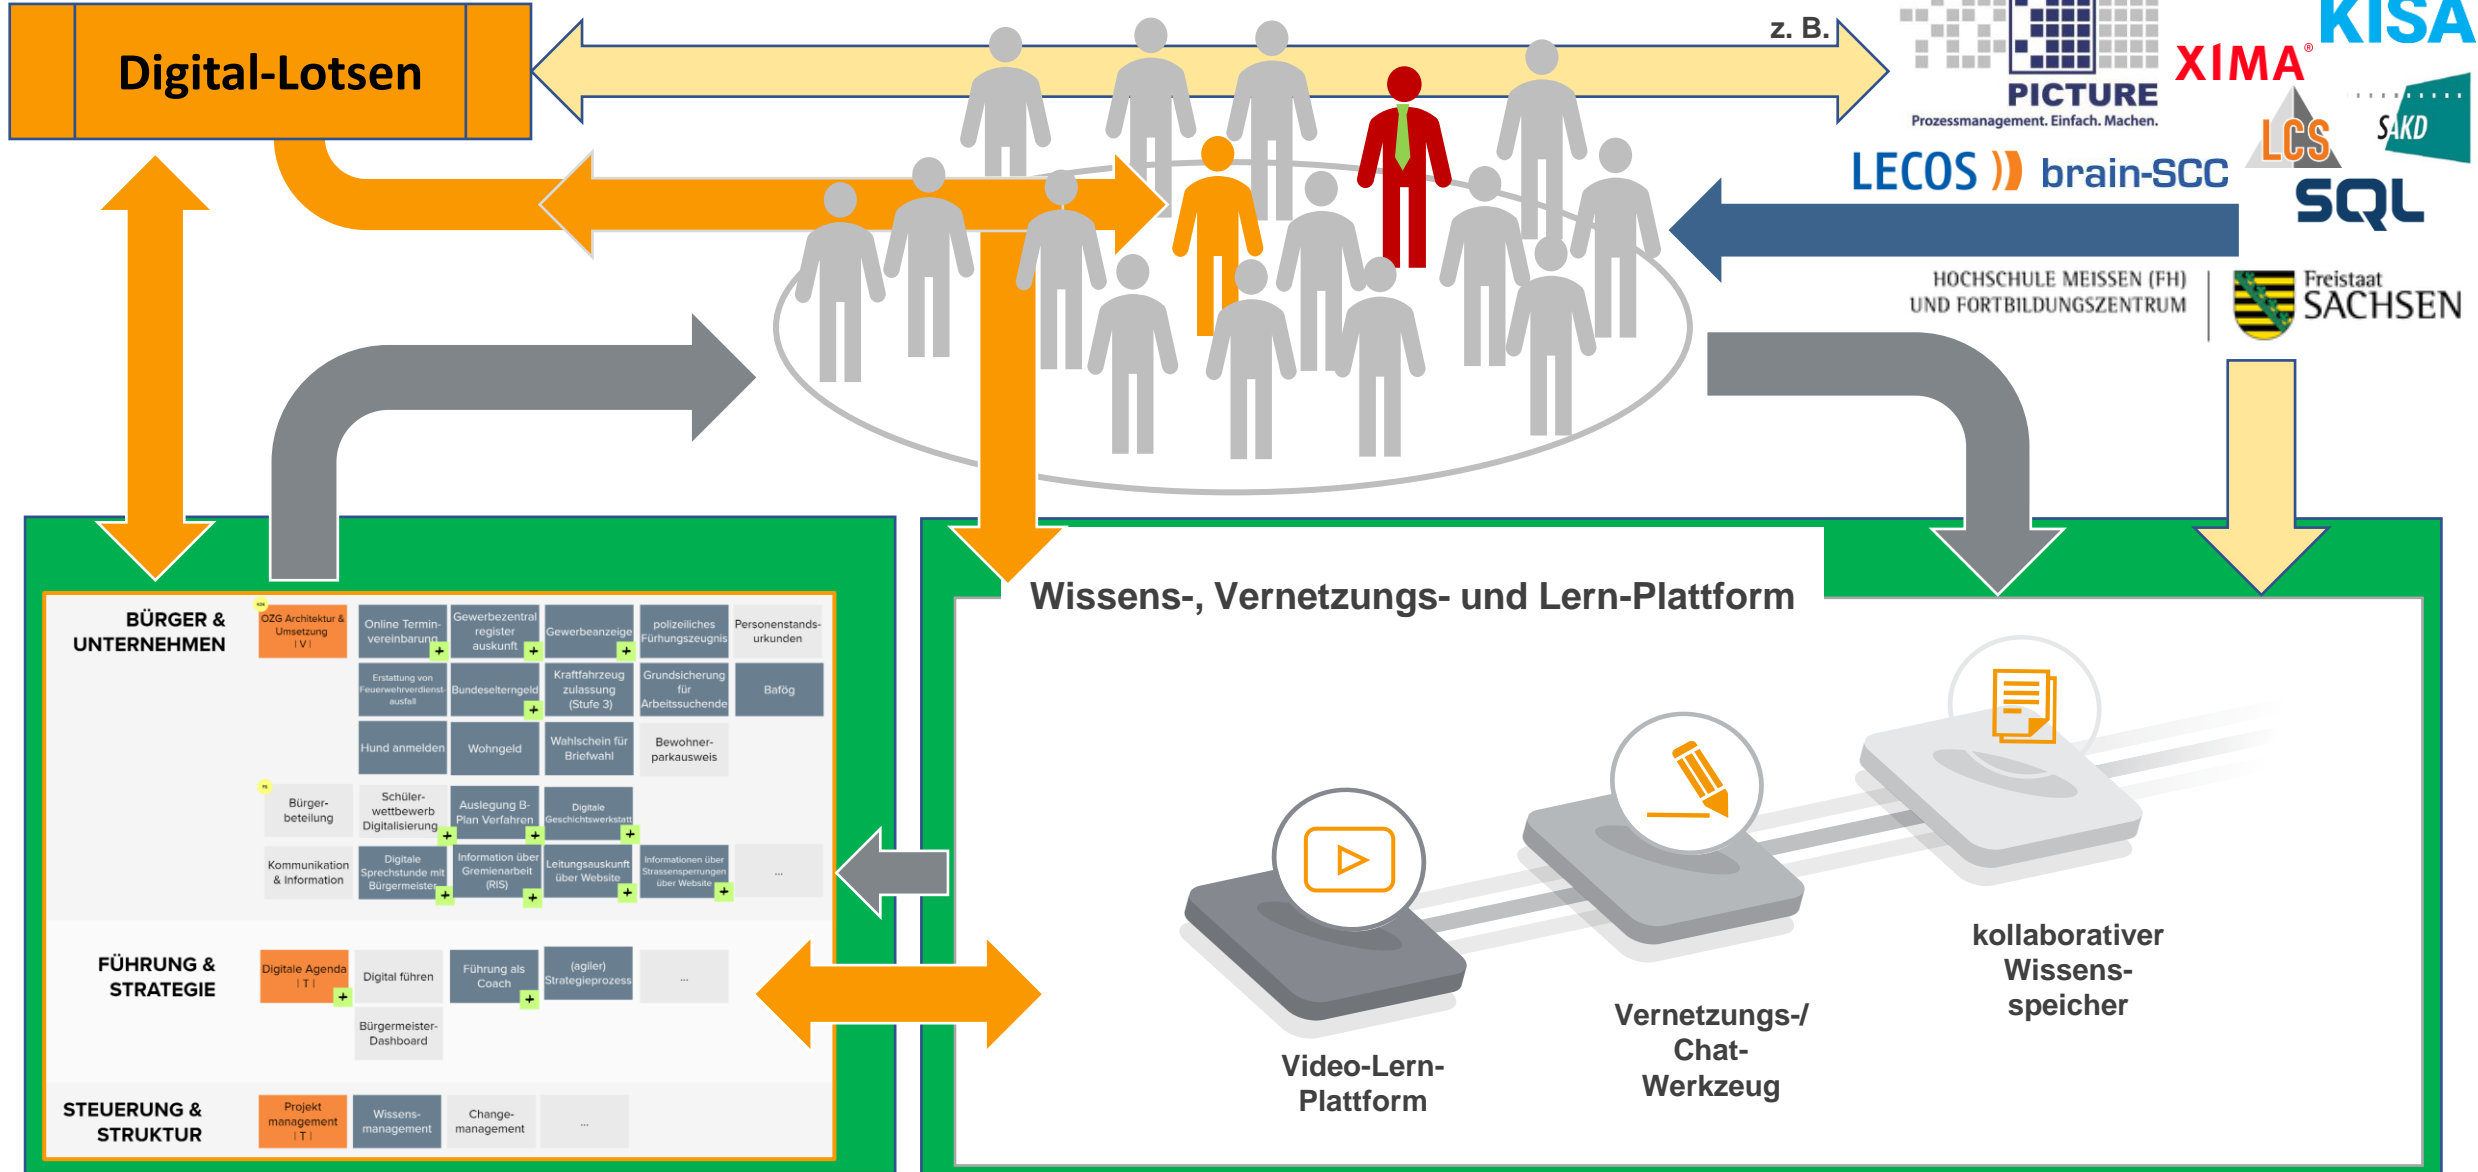 Digital-Lotsen
z. B.
KISA
XIMA®
PICTURE
Prozessmanagement. Einfach. Machen.
LCS
SAKD
LECOS
brain-SCC
SQL
HOCHSCHULE MEISSEN (FH)
UND FORTBILDUNGSZENTRUM
Freistaat
SACHSEN
BÜRGER &
UNTERNEHMEN
OZG Architektur &
Umsetzung
| V |
Online Termin-
vereinbarung
+
Gewerbezentral
register
auskunft
+
Gewerbeanzeige
+
polizeiliches
Fürhungszeugnis
Personenstands-
urkunden
Erstattung von
Feuerwehrverdienst-
ausfall
Bundeselterngeld
+
Kraftfahrzeug
zulassung
(Stufe 3)
Grundsicherung
für
Arbeitssuchende
Bafög
Hund anmelden
Wohngeld
Wahlschein für
Briefwahl
Bewohner-
parkausweis
Bürger-
beteilung
Schüler-
wettbewerb
Digitalisierung
+
Auslegung B-
Plan Verfahren
+
Digitale
Geschichtswerkstatt
+
Kommunikation
& Information
Digitale
Sprechstunde mit
Bürgermeister
+
Information über
Gremienarbeit
(RIS)
+
Leitungsauskunft
über Website
+
Informationen über
Strassensperrungen
über Website
+
...
FÜHRUNG &
STRATEGIE
Digitale Agenda
| T |
+
Digital führen
Führung als
Coach
+
(agiler)
Strategieprozess
...
Bürgermeister-
Dashboard
STEUERUNG &
STRUKTUR
Projekt
management
| T |
Wissens-
management
Change-
management
...
Wissens-, Vernetzungs- und Lern-Plattform
Video-Lern-
Plattform
Vernetzungs-/
Chat-
Werkzeug
kollaborativer
Wissens-
speicher